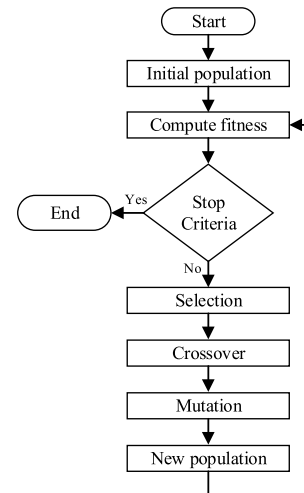 Start
Initial population
Compute fitness
Yes
End
Stop
Criteria
No
Selection
Crossover
Mutation
New population